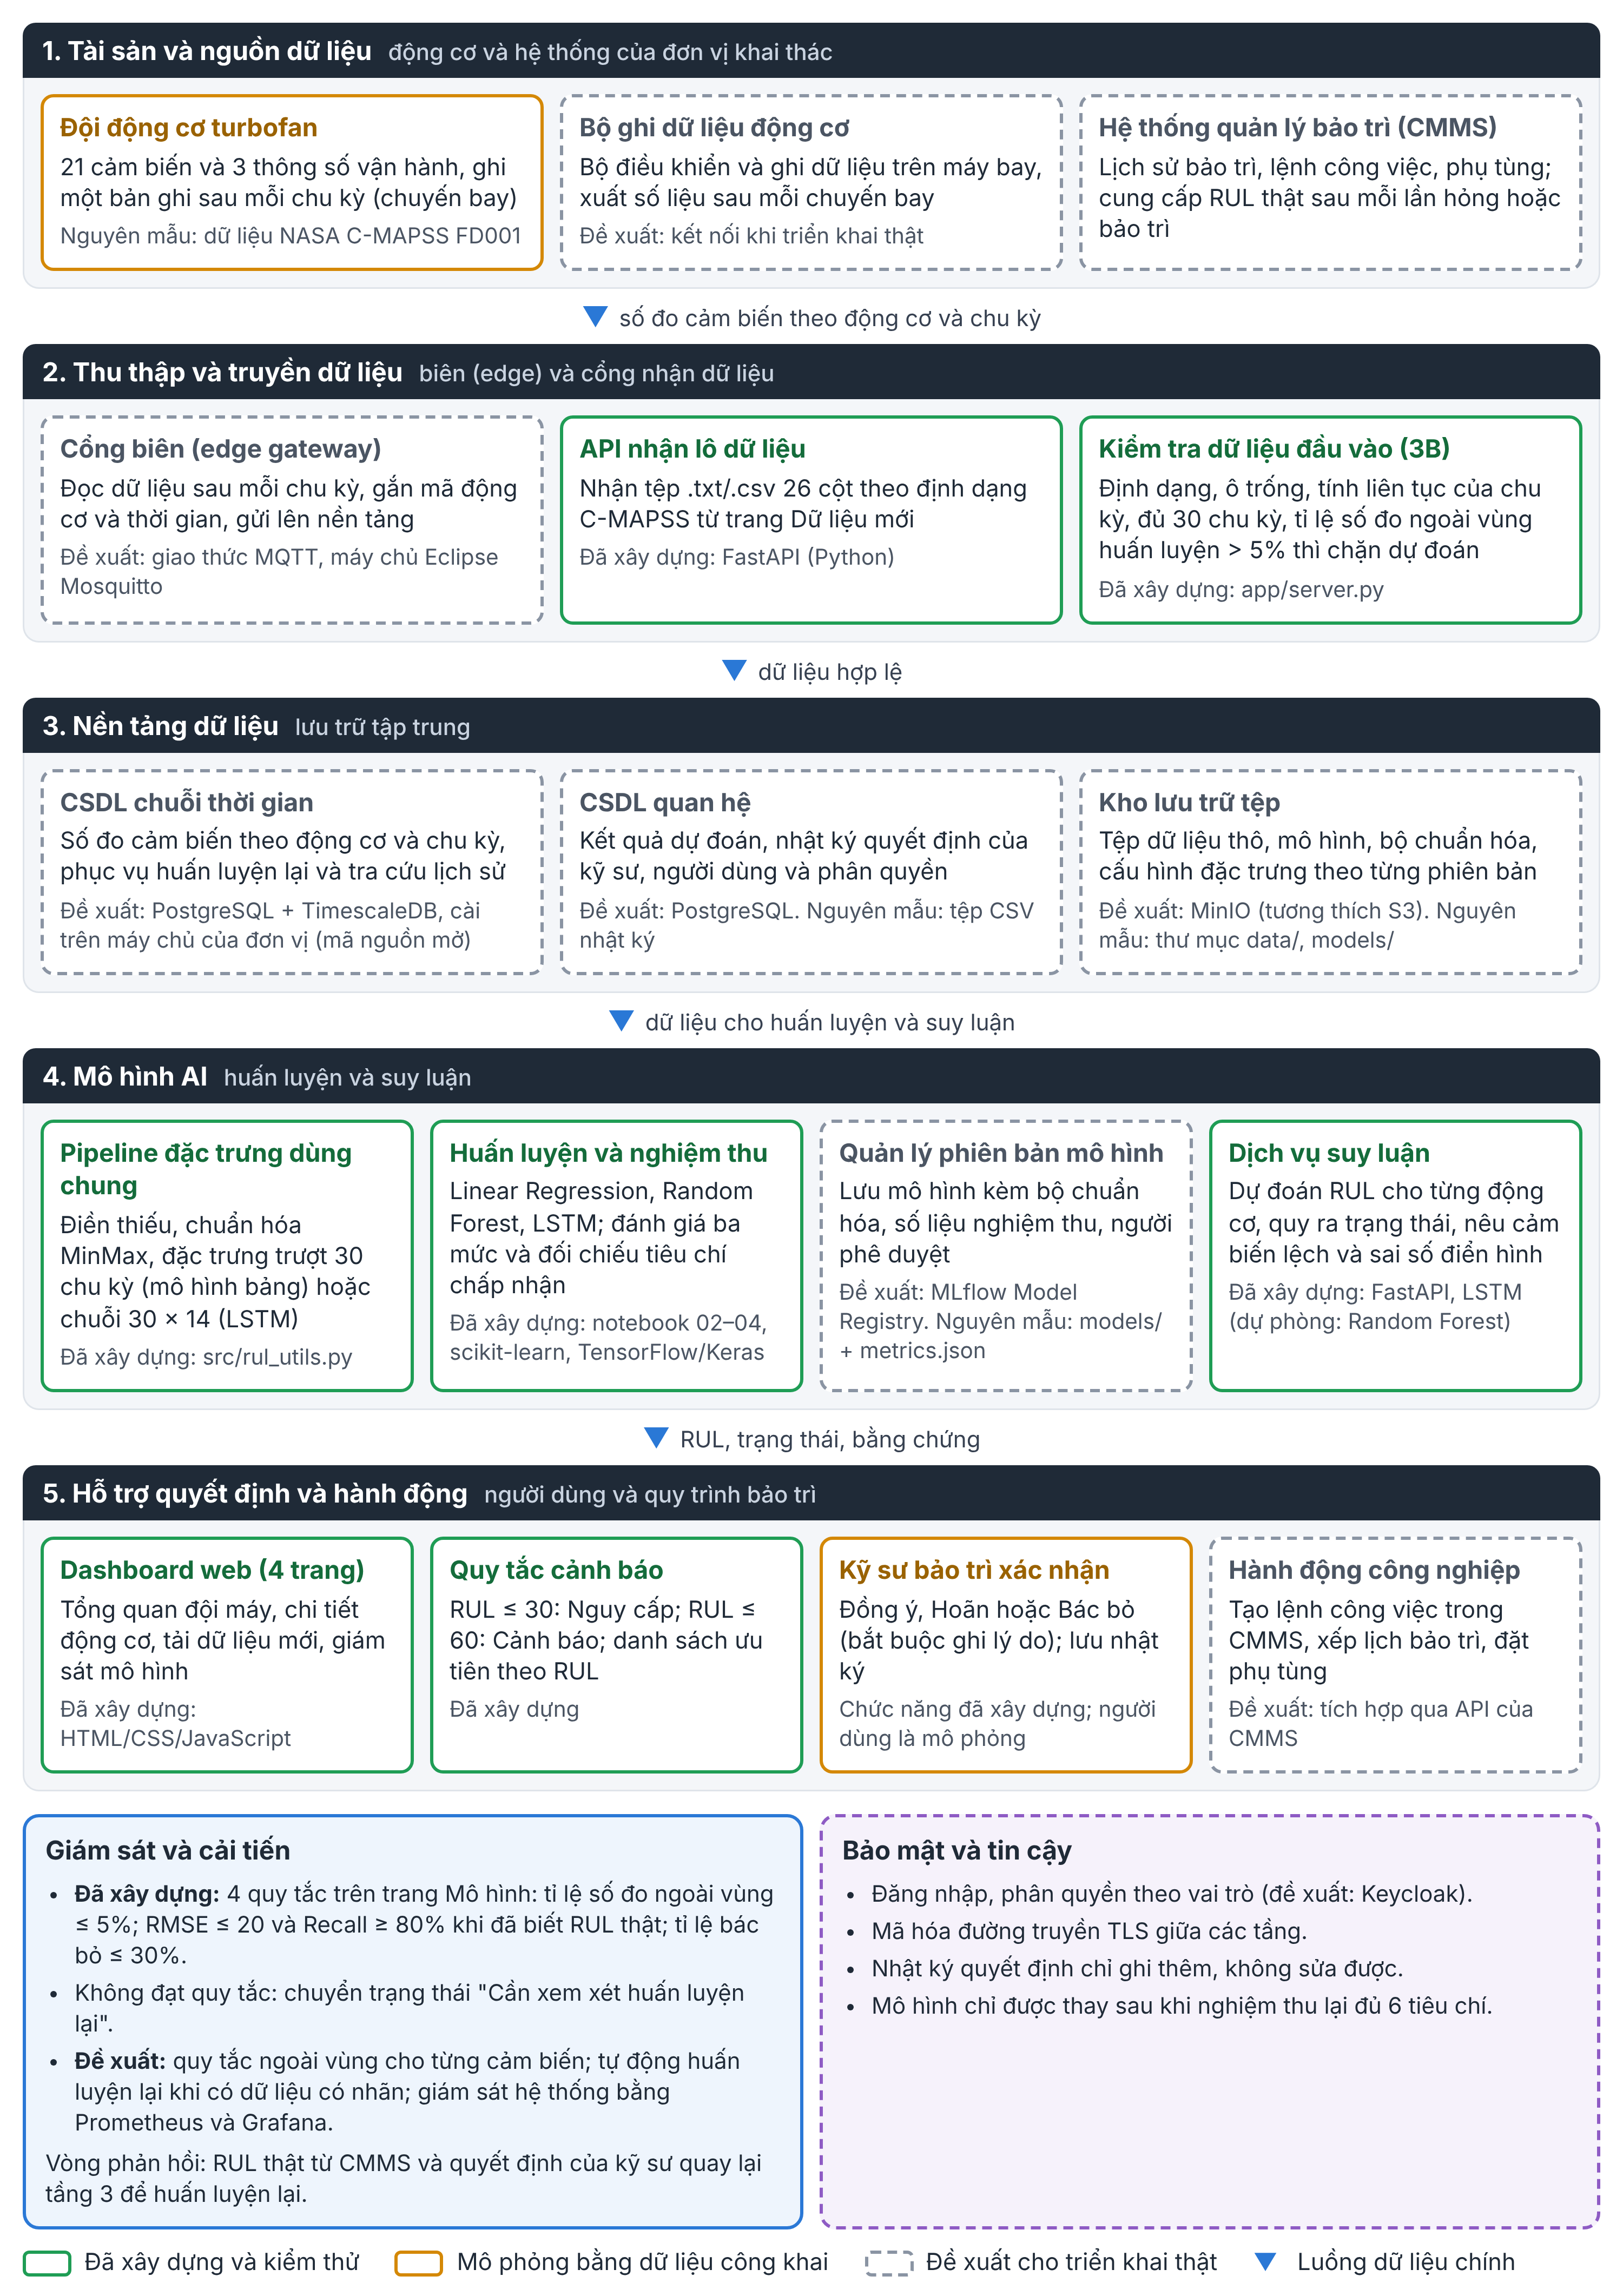 1. Tài sản và nguồn dữ liệu động cơ và hệ thống của đơn vị khai thác
Đội động cơ turbofan
21 cảm biến và 3 thông số vận hành, ghi
một bản ghi sau mỗi chu kỳ (chuyến bay)
Nguyên mẫu: dữ liệu NASA C-MAPSS FD001
Bộ ghi dữ liệu động cơ
Bộ điều khiển và ghi dữ liệu trên máy bay,
xuất số liệu sau mỗi chuyến bay
Đề xuất: kết nối khi triển khai thật
Hệ thống quản lý bảo trì (CMMS)
Lịch sử bảo trì, lệnh công việc, phụ tùng;
cung cấp RUL thật sau mỗi lần hỏng hoặc
bảo trì
số đo cảm biến theo động cơ và chu kỳ
2. Thu thập và truyền dữ liệu biên (edge) và cổng nhận dữ liệu
Cổng biên (edge gateway)
Đọc dữ liệu sau mỗi chu kỳ, gắn mã động
cơ và thời gian, gửi lên nền tảng
Đề xuất: giao thức MQTT, máy chủ Eclipse
Mosquitto
API nhận lô dữ liệu
Nhận tệp .txt/.csv 26 cột theo định dạng
C-MAPSS từ trang Dữ liệu mới
Đã xây dựng: FastAPI (Python)
Kiểm tra dữ liệu đầu vào (3B)
Định dạng, ô trống, tính liên tục của chu
kỳ, đủ 30 chu kỳ, tỉ lệ số đo ngoài vùng
huấn luyện > 5% thì chặn dự đoán
Đã xây dựng: app/server.py
dữ liệu hợp lệ
3. Nền tảng dữ liệu lưu trữ tập trung
CSDL chuỗi thời gian
Số đo cảm biến theo động cơ và chu kỳ,
phục vụ huấn luyện lại và tra cứu lịch sử
Đề xuất: PostgreSQL + TimescaleDB, cài
trên máy chủ của đơn vị (mã nguồn mở)
CSDL quan hệ
Kết quả dự đoán, nhật ký quyết định của
kỹ sư, người dùng và phân quyền
Đề xuất: PostgreSQL. Nguyên mẫu: tệp CSV
nhật ký
Kho lưu trữ tệp
Tệp dữ liệu thô, mô hình, bộ chuẩn hóa,
cấu hình đặc trưng theo từng phiên bản
Đề xuất: MinIO (tương thích S3). Nguyên
mẫu: thư mục data/, models/
dữ liệu cho huấn luyện và suy luận
4. Mô hình AI huấn luyện và suy luận
Pipeline đặc trưng dùng
chung
Điền thiếu, chuẩn hóa
MinMax, đặc trưng trượt 30
chu kỳ (mô hình bảng) hoặc
chuỗi 30 × 14 (LSTM)
Đã xây dựng: src/rul_utils.py
Huấn luyện và nghiệm thu
Linear Regression, Random
Forest, LSTM; đánh giá ba
mức và đối chiếu tiêu chí
chấp nhận
Đã xây dựng: notebook 02–04,
scikit-learn, TensorFlow/Keras
Quản lý phiên bản mô hình
Lưu mô hình kèm bộ chuẩn
hóa, số liệu nghiệm thu, người
phê duyệt
Đề xuất: MLflow Model
Registry. Nguyên mẫu: models/
+ metrics.json
Dịch vụ suy luận
Dự đoán RUL cho từng động
cơ, quy ra trạng thái, nêu cảm
biến lệch và sai số điển hình
Đã xây dựng: FastAPI, LSTM
(dự phòng: Random Forest)
RUL, trạng thái, bằng chứng
5. Hỗ trợ quyết định và hành động người dùng và quy trình bảo trì
Dashboard web (4 trang)
Tổng quan đội máy, chi tiết
động cơ, tải dữ liệu mới, giám
sát mô hình
Đã xây dựng:
HTML/CSS/JavaScript
Quy tắc cảnh báo
RUL ≤ 30: Nguy cấp; RUL ≤
60: Cảnh báo; danh sách ưu
tiên theo RUL
Đã xây dựng
Kỹ sư bảo trì xác nhận
Đồng ý, Hoãn hoặc Bác bỏ
(bắt buộc ghi lý do); lưu nhật
ký
Chức năng đã xây dựng; người
dùng là mô phỏng
Hành động công nghiệp
Tạo lệnh công việc trong
CMMS, xếp lịch bảo trì, đặt
phụ tùng
Đề xuất: tích hợp qua API của
CMMS
Giám sát và cải tiến
• Đã xây dựng: 4 quy tắc trên trang Mô hình: tỉ lệ số đo ngoài vùng
≤ 5%; RMSE ≤ 20 và Recall ≥ 80% khi đã biết RUL thật; tỉ lệ bác
bỏ ≤ 30%.
• Không đạt quy tắc: chuyển trạng thái "Cần xem xét huấn luyện
lại".
• Đề xuất: quy tắc ngoài vùng cho từng cảm biến; tự động huấn
luyện lại khi có dữ liệu có nhãn; giám sát hệ thống bằng
Prometheus và Grafana.
Vòng phản hồi: RUL thật từ CMMS và quyết định của kỹ sư quay lại
tầng 3 để huấn luyện lại.
Bảo mật và tin cậy
• Đăng nhập, phân quyền theo vai trò (đề xuất: Keycloak).
• Mã hóa đường truyền TLS giữa các tầng.
• Nhật ký quyết định chỉ ghi thêm, không sửa được.
• Mô hình chỉ được thay sau khi nghiệm thu lại đủ 6 tiêu chí.
Đã xây dựng và kiểm thử
Mô phỏng bằng dữ liệu công khai
Đề xuất cho triển khai thật
Luồng dữ liệu chính